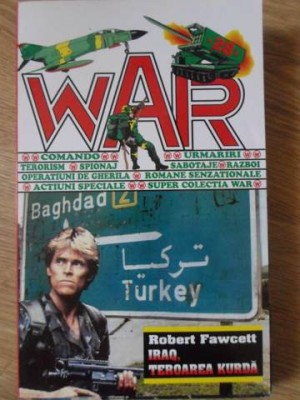 20
WAR
COMANDO URMARIRI
TERORISM SPIONAJ SABOTAJE RAZBOI
OPERATIUNI DE GHERILA ROMANE SENZATIONALE
ACTIUNI SPECIALE SUPER COLECTIA WAR
Baghdad 2
تركيا
Turkey
Robert Fawcett
IRAQ,
TEROAREA KURDĂ